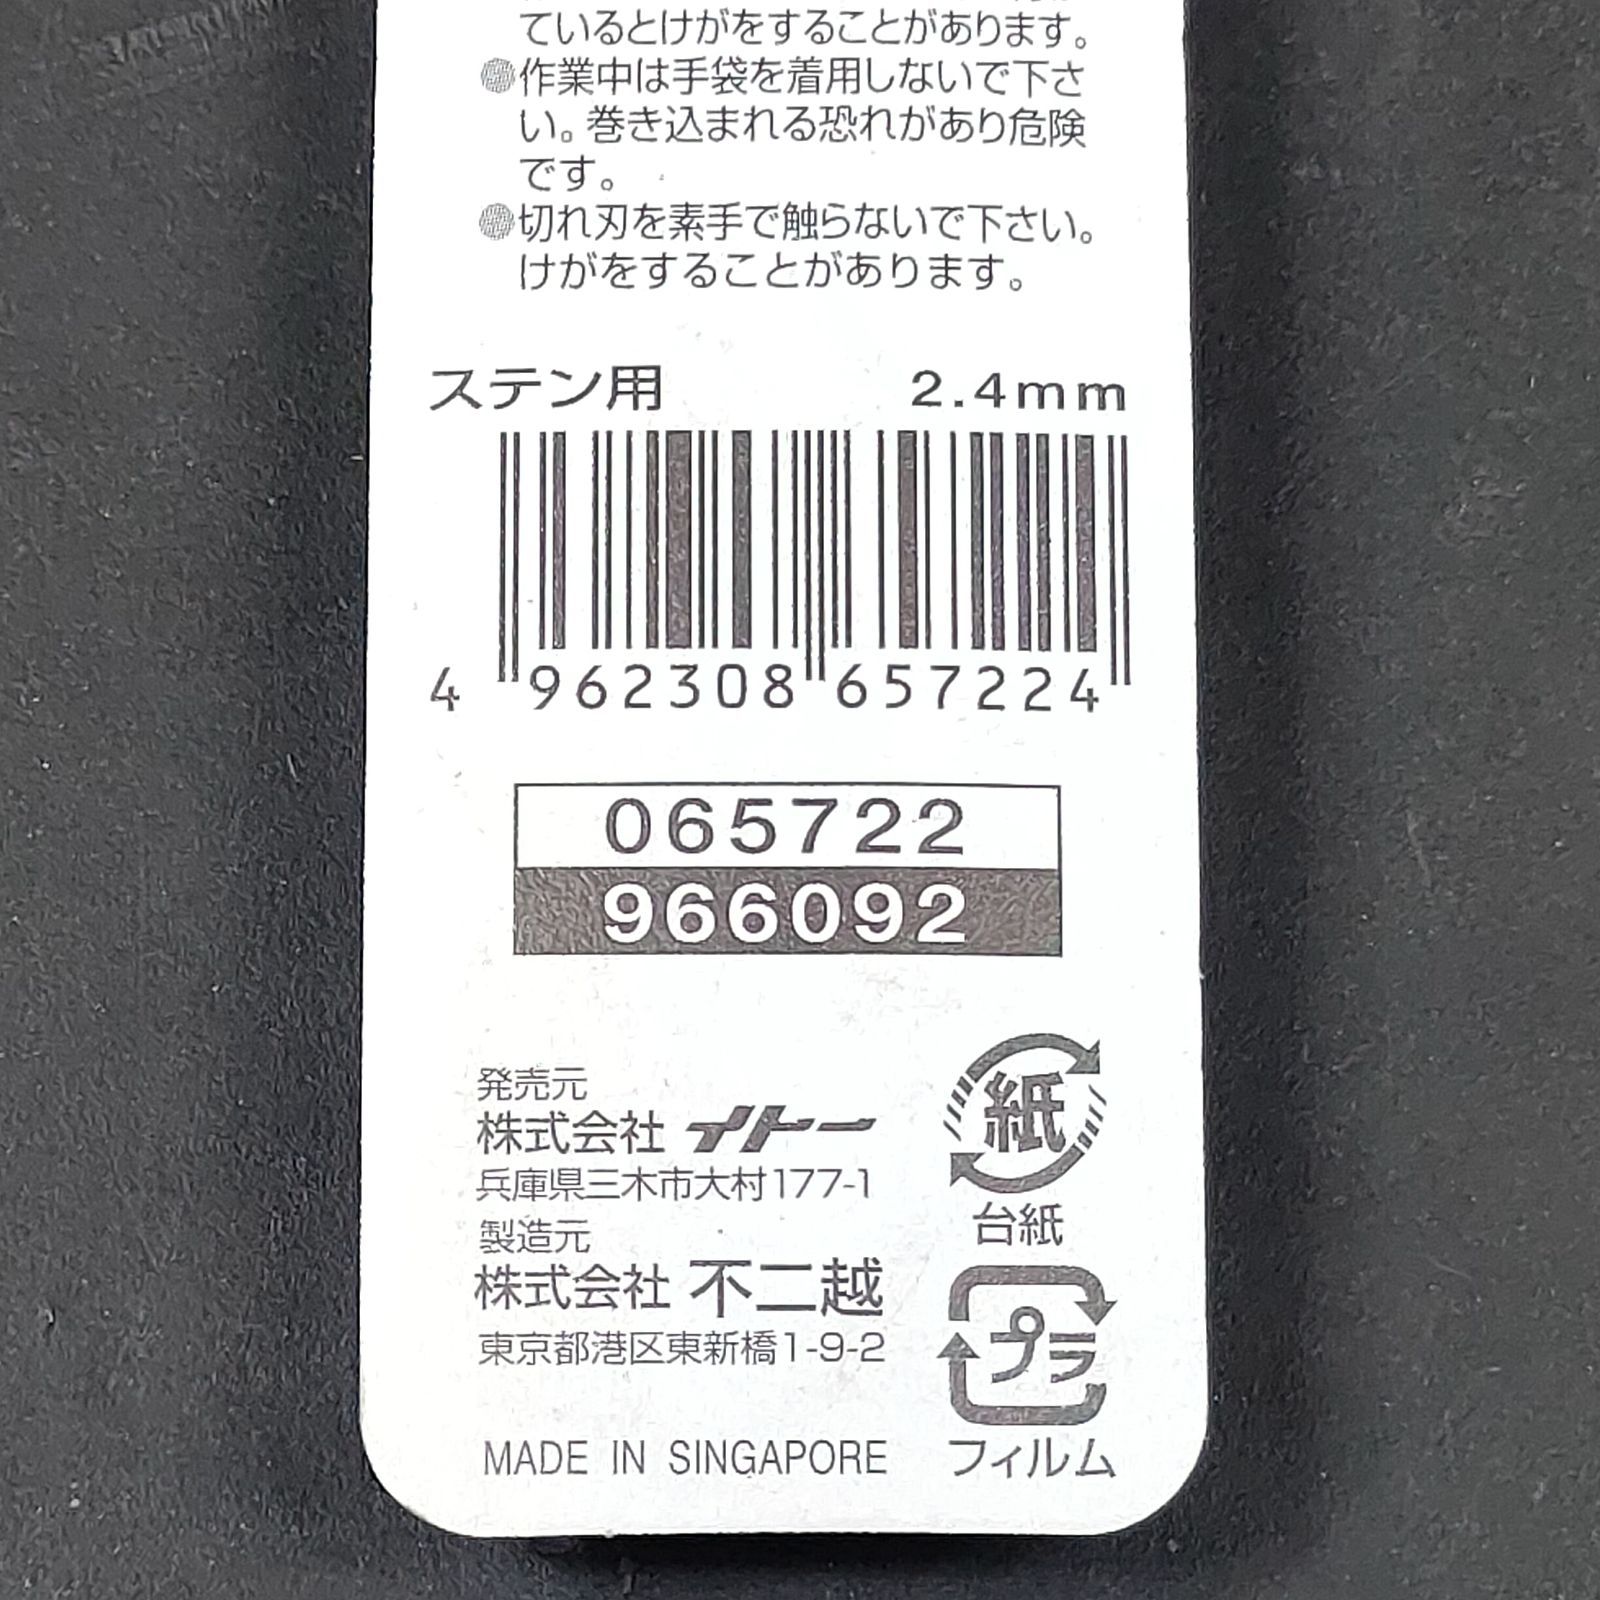 ているとけがをすることがあります。
●作業中は手袋を着用しないで下さ
い。巻き込まれる恐れがあり危険
です。
●切れ刃を素手で触らないで下さい。
けがをすることがあります。
ステン用 2.4mm
4 962308 657224
065722
966092
発売元
株式会社 イトー
兵庫県三木市大村177-1
製造元
株式会社 不二越
東京都港区東新橋1-9-2
MADE IN SINGAPORE
紙
台紙
プラ
フィルム